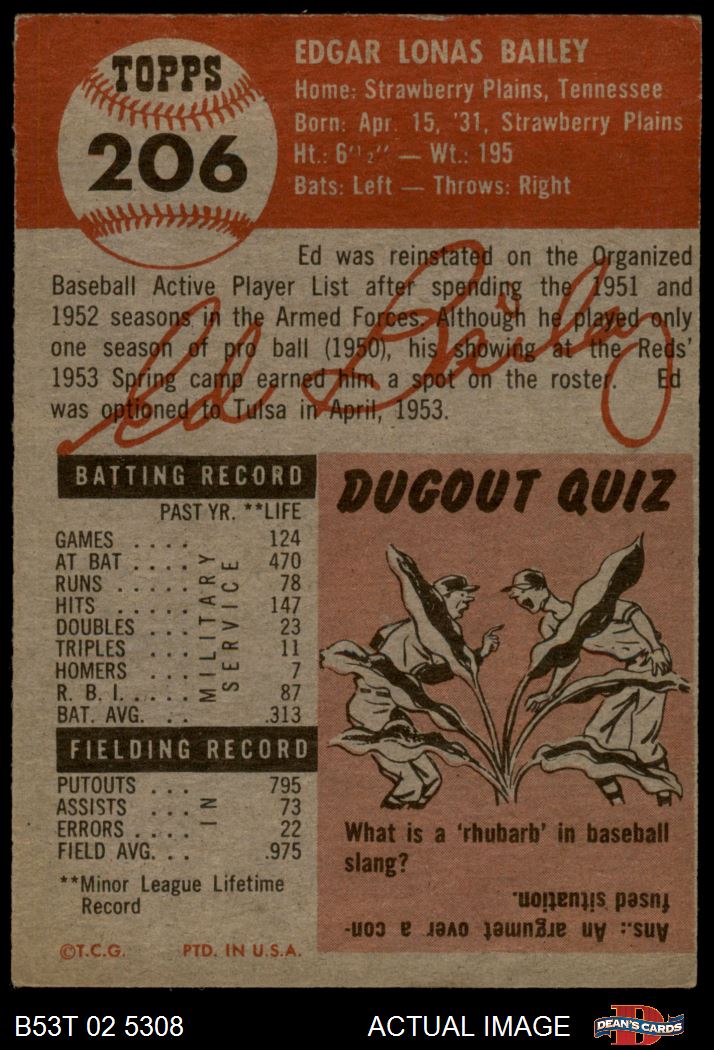 TOPPS
206
EDGAR LONAS BAILEY
Home: Strawberry Plains, Tennessee
Born: Apr. 15, '31, Strawberry Plains
Ht.: 6'½" — Wt.: 195
Bats: Left — Throws: Right
Ed was reinstated on the Organized
Baseball Active Player List after spending the 1951 and
1952 seasons in the Armed Forces. Although he played only
one season of pro ball (1950), his showing at the Reds'
1953 Spring camp earned him a spot on the roster. Ed
was optioned to Tulsa in April, 1953.
Ed Bailey
BATTING RECORD
PAST YR. **LIFE
GAMES .... 124
AT BAT .... 470
RUNS ..... 78
HITS ..... 147
DOUBLES ... 23
TRIPLES ... 11
HOMERS ... 7
R. B. I. .... 87
BAT. AVG. .. .313
IN MILITARY SERVICE
FIELDING RECORD
PUTOUTS ... 795
ASSISTS ... 73
ERRORS .... 22
FIELD AVG. .. .975
**Minor League Lifetime
Record
©T.C.G. PTD. IN U.S.A.
DUGOUT QUIZ
What is a 'rhubarb' in baseball
slang?
Ans.: An argumet over a con-
fused situation.
B53T 02 5308 ACTUAL IMAGE
D
DEAN'S CARDS